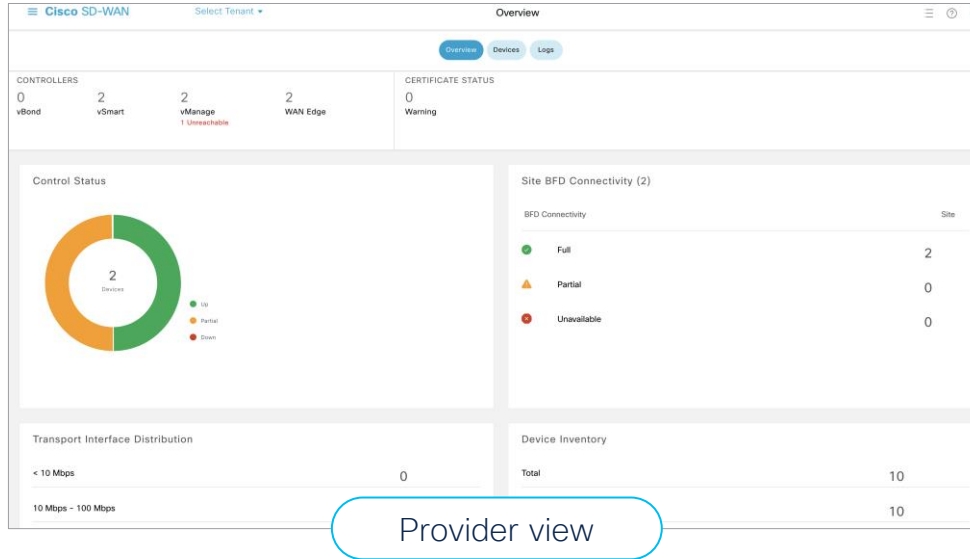 Cisco SD-WAN Select Tenant Overview
Overview Devices Logs
CONTROLLERS
0 2 2 2
vBond vSmart vManage WAN Edge
1 Unreachable
CERTIFICATE STATUS
0
Warning
Control Status
2
Devices
Up
Partial
Down
Site BFD Connectivity (2)
BFD Connectivity Site
Full 2
Partial 0
Unavailable 0
Transport Interface Distribution
< 10 Mbps 0
10 Mbps - 100 Mbps
Device Inventory
Total 10
10
Provider view